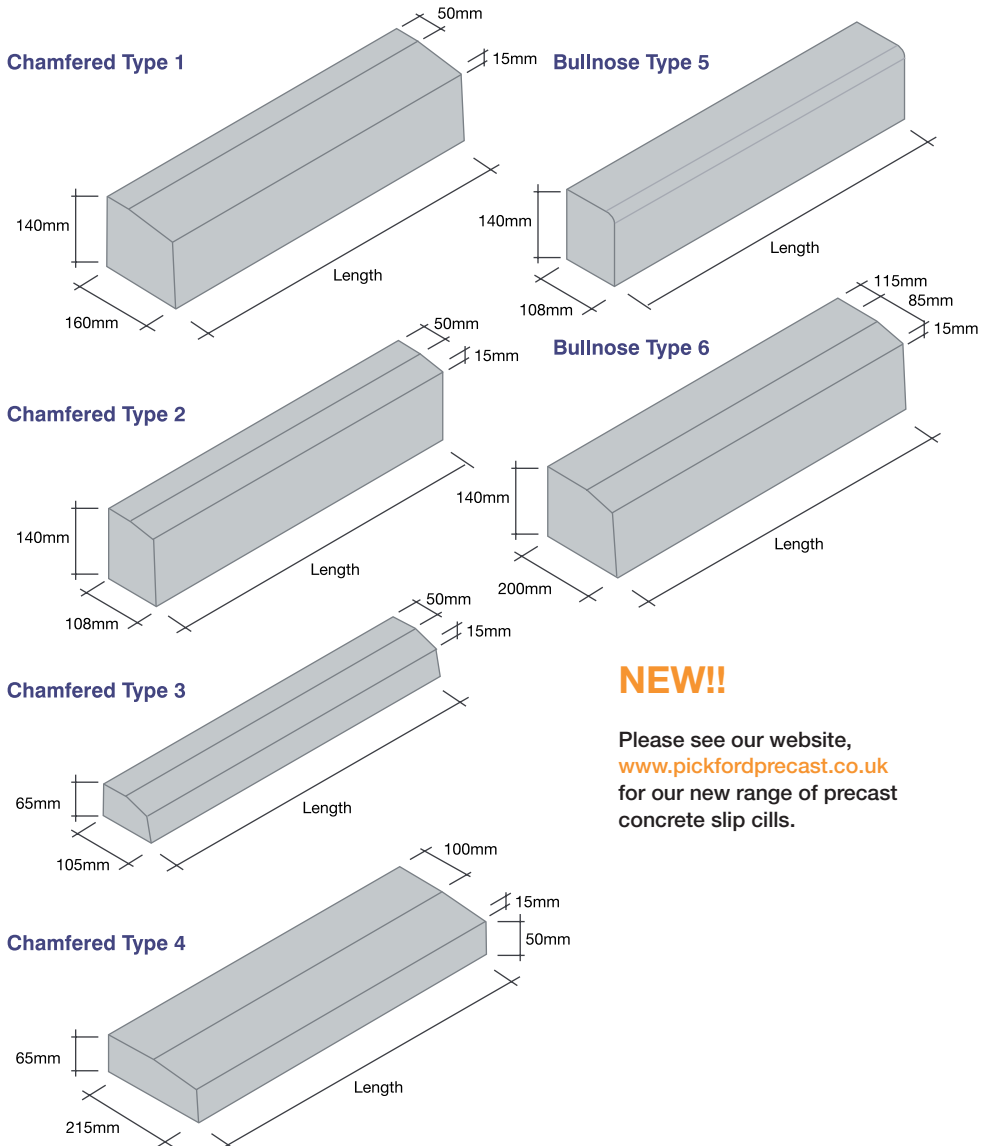 Chamfered Type 1
50mm
15mm
140mm
160mm
Length
Chamfered Type 2
50mm
15mm
140mm
108mm
Length
Chamfered Type 3
50mm
15mm
65mm
105mm
Length
Chamfered Type 4
100mm
15mm
50mm
65mm
215mm
Length
Bullnose Type 5
140mm
108mm
Length
Bullnose Type 6
115mm
85mm
15mm
140mm
200mm
Length
NEW!!
Please see our website,
www.pickfordprecast.co.uk
for our new range of precast
concrete slip cills.